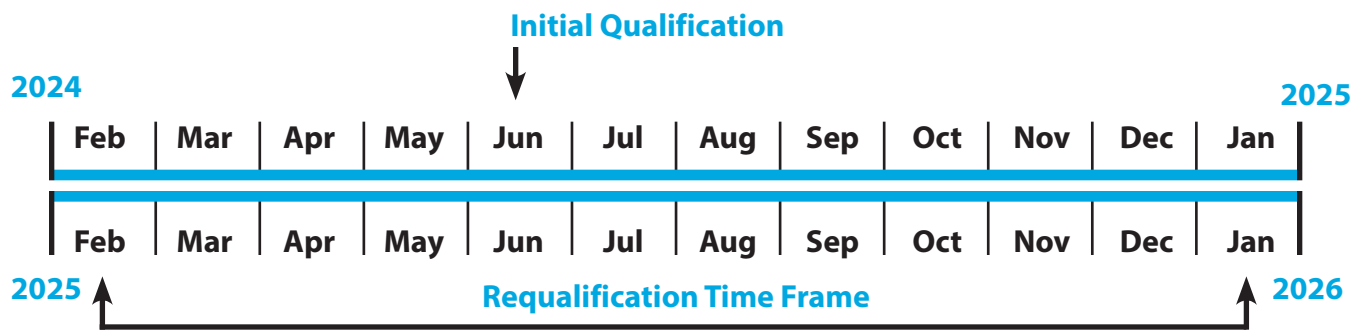 Initial Qualification
2024
2025
Feb Mar Apr May Jun Jul Aug Sep Oct Nov Dec Jan
Feb Mar Apr May Jun Jul Aug Sep Oct Nov Dec Jan
2025
Requalification Time Frame
2026